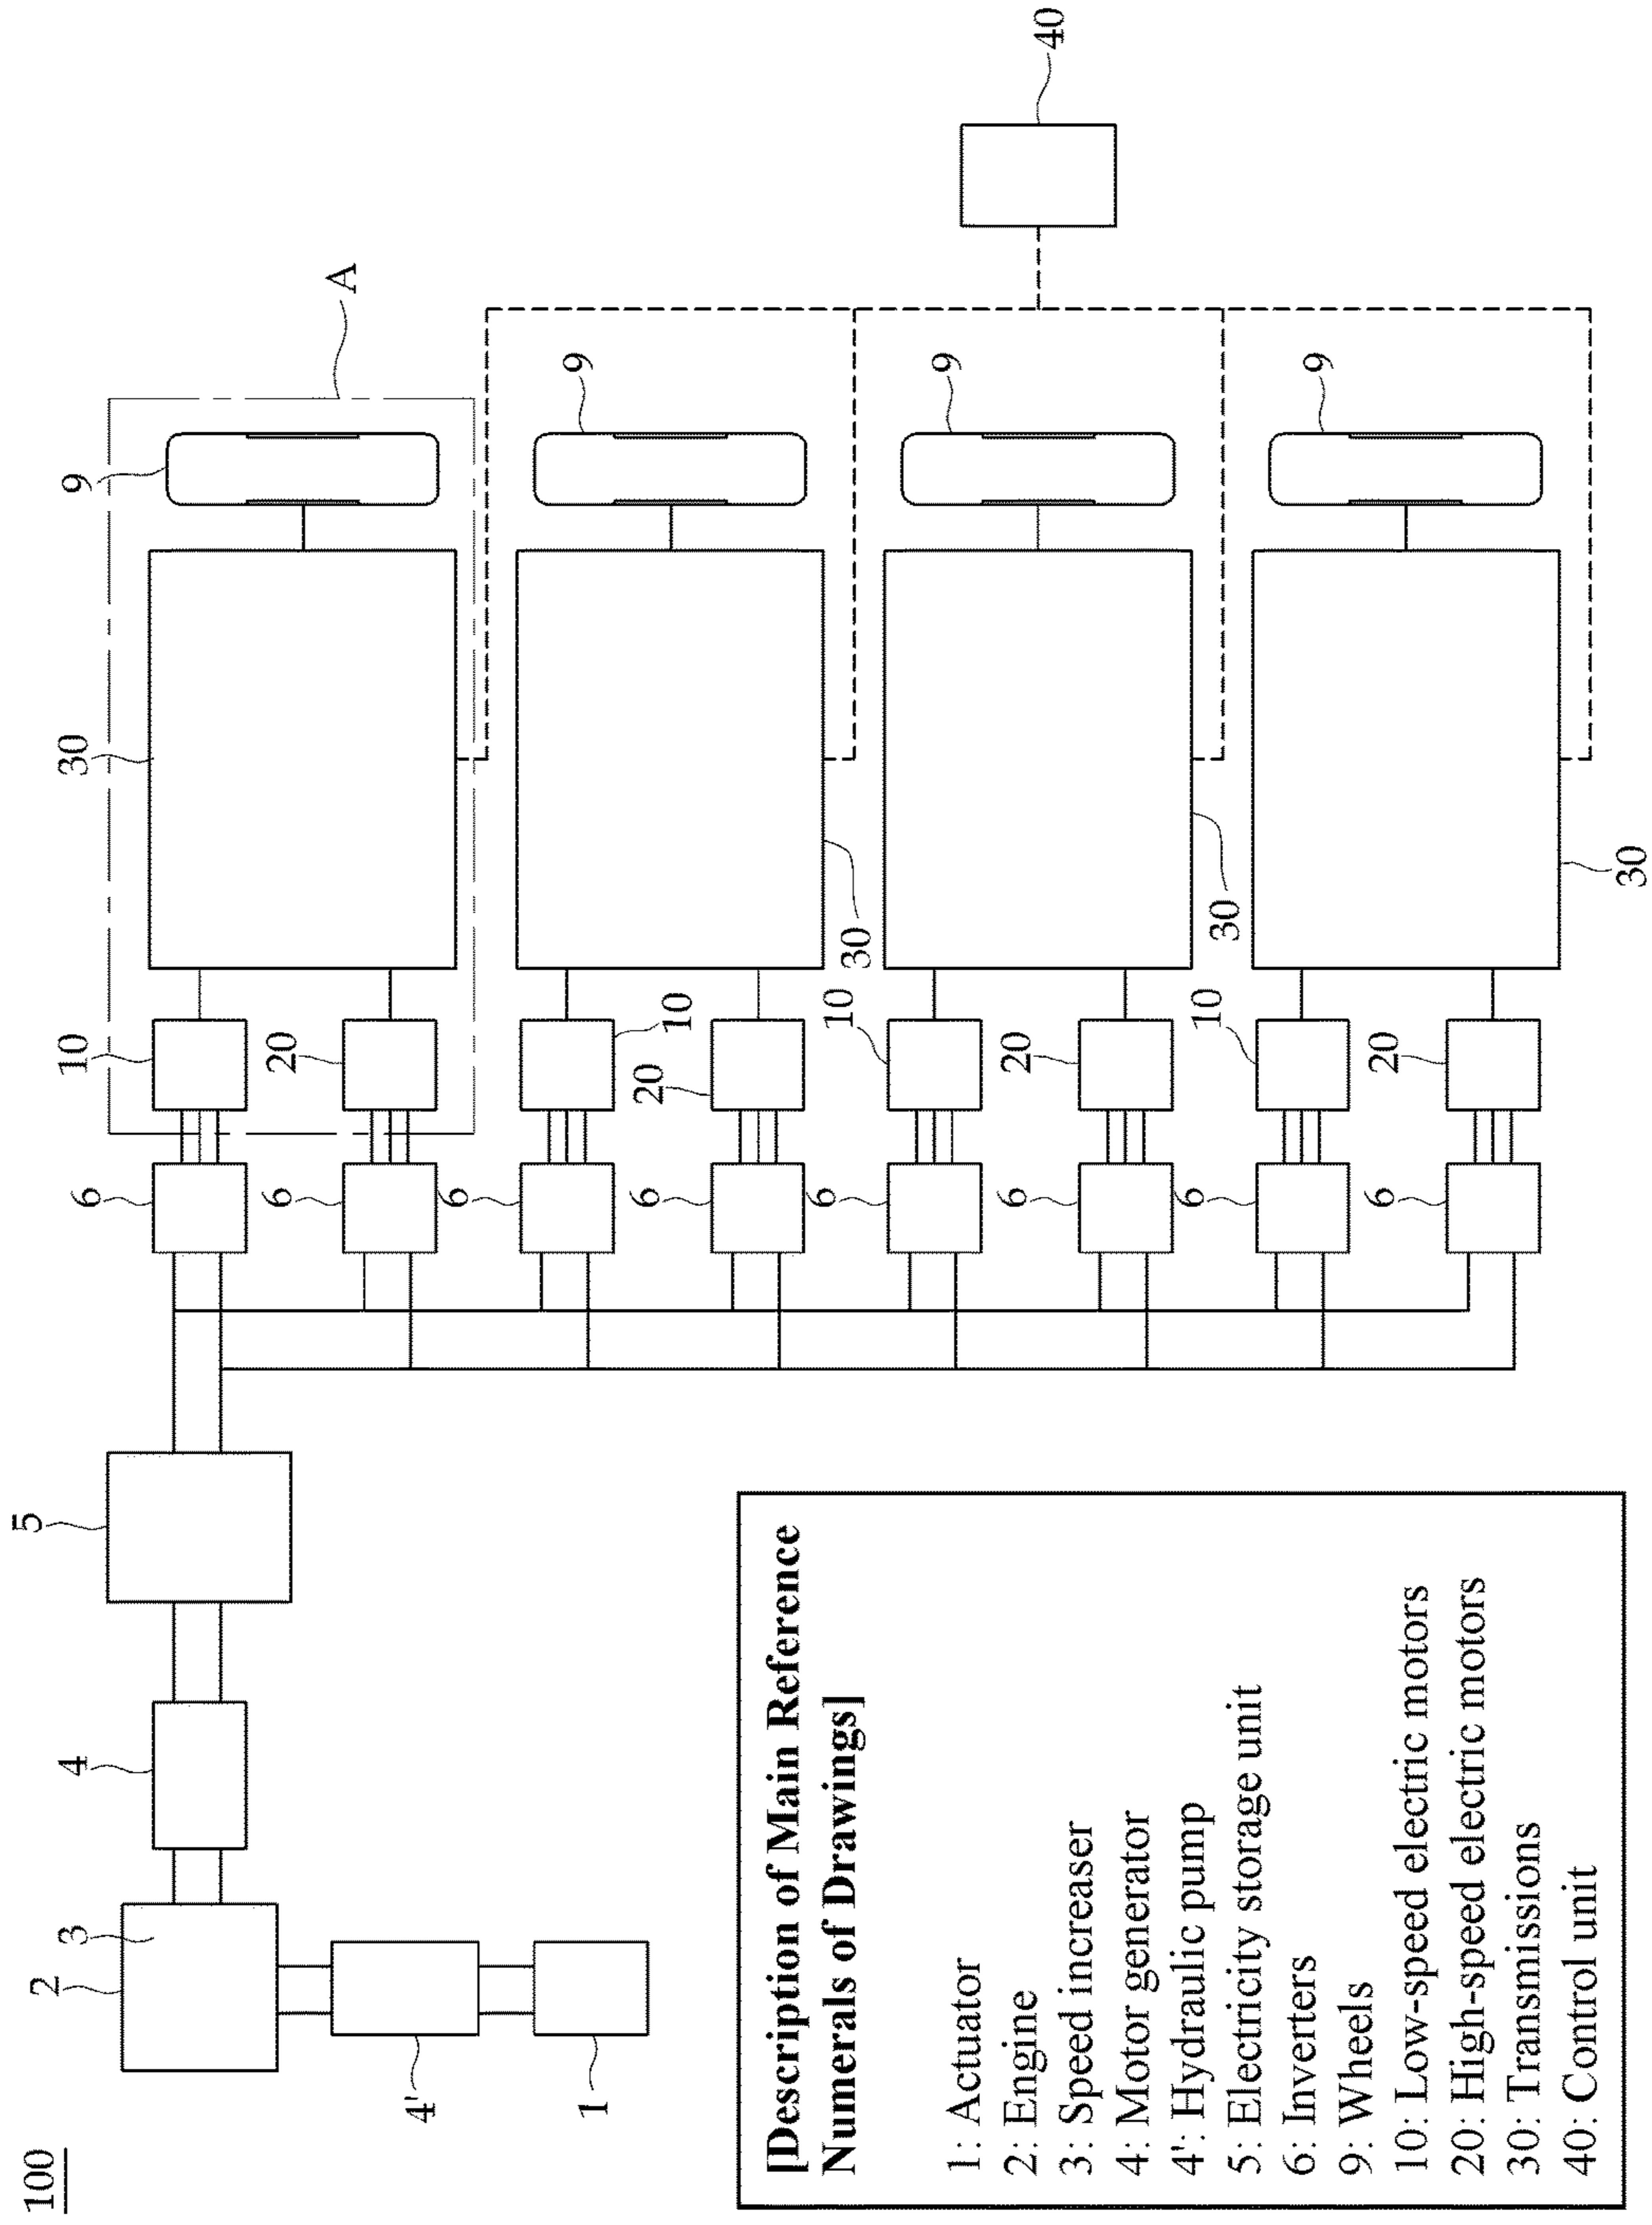 100
5
2
3 4 10 30 9
6
6 20
A
4'
6
9
1
6 20 10
6 10 30
9
6 20
40
6 10 30
9
6 20
30
[Description of Main Reference
Numerals of Drawings]
1: Actuator
2: Engine
3: Speed increaser
4: Motor generator
4': Hydraulic pump
5: Electricity storage unit
6: Inverters
9: Wheels
10: Low-speed electric motors
20: High-speed electric motors
30: Transmissions
40: Control unit